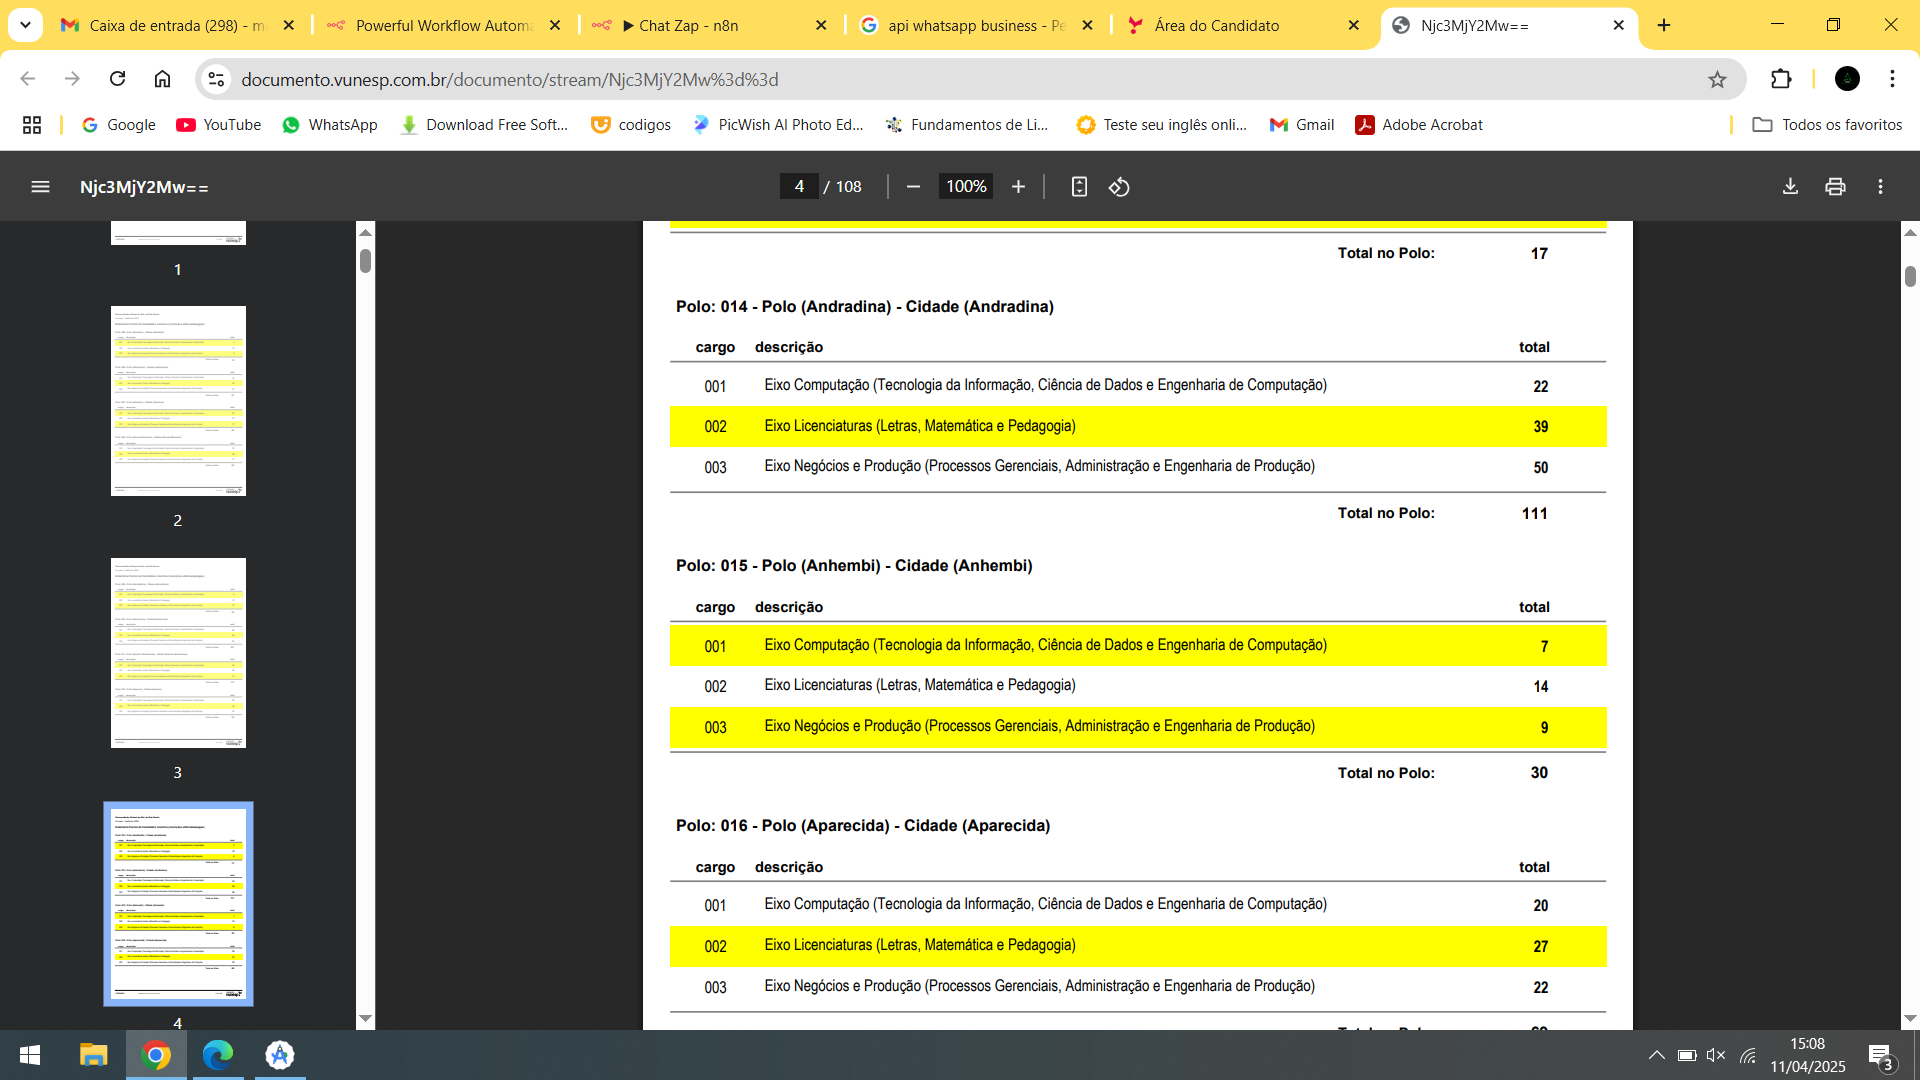 Caixa de entrada (298) - m
Powerful Workflow Automa
▶ Chat Zap - n8n
api whatsapp business - Pe
Área do Candidato
Njc3MjY2Mw==
documento.vunesp.com.br/documento/stream/Njc3MjY2Mw%3d%3d
Google
YouTube
WhatsApp
Download Free Soft...
codigos
PicWish AI Photo Ed...
Fundamentos de Li...
Teste seu inglês onli...
Gmail
Adobe Acrobat
Todos os favoritos
Njc3MjY2Mw==
4 / 108
100%
1
2
3
4
Total no Polo: 17
Polo: 014 - Polo (Andradina) - Cidade (Andradina)
cargo descrição total
001 Eixo Computação (Tecnologia da Informação, Ciência de Dados e Engenharia de Computação) 22
002 Eixo Licenciaturas (Letras, Matemática e Pedagogia) 39
003 Eixo Negócios e Produção (Processos Gerenciais, Administração e Engenharia de Produção) 50
Total no Polo: 111
Polo: 015 - Polo (Anhembi) - Cidade (Anhembi)
cargo descrição total
001 Eixo Computação (Tecnologia da Informação, Ciência de Dados e Engenharia de Computação) 7
002 Eixo Licenciaturas (Letras, Matemática e Pedagogia) 14
003 Eixo Negócios e Produção (Processos Gerenciais, Administração e Engenharia de Produção) 9
Total no Polo: 30
Polo: 016 - Polo (Aparecida) - Cidade (Aparecida)
cargo descrição total
001 Eixo Computação (Tecnologia da Informação, Ciência de Dados e Engenharia de Computação) 20
002 Eixo Licenciaturas (Letras, Matemática e Pedagogia) 27
003 Eixo Negócios e Produção (Processos Gerenciais, Administração e Engenharia de Produção) 22
Total no Polo: 69
15:08
11/04/2025
3